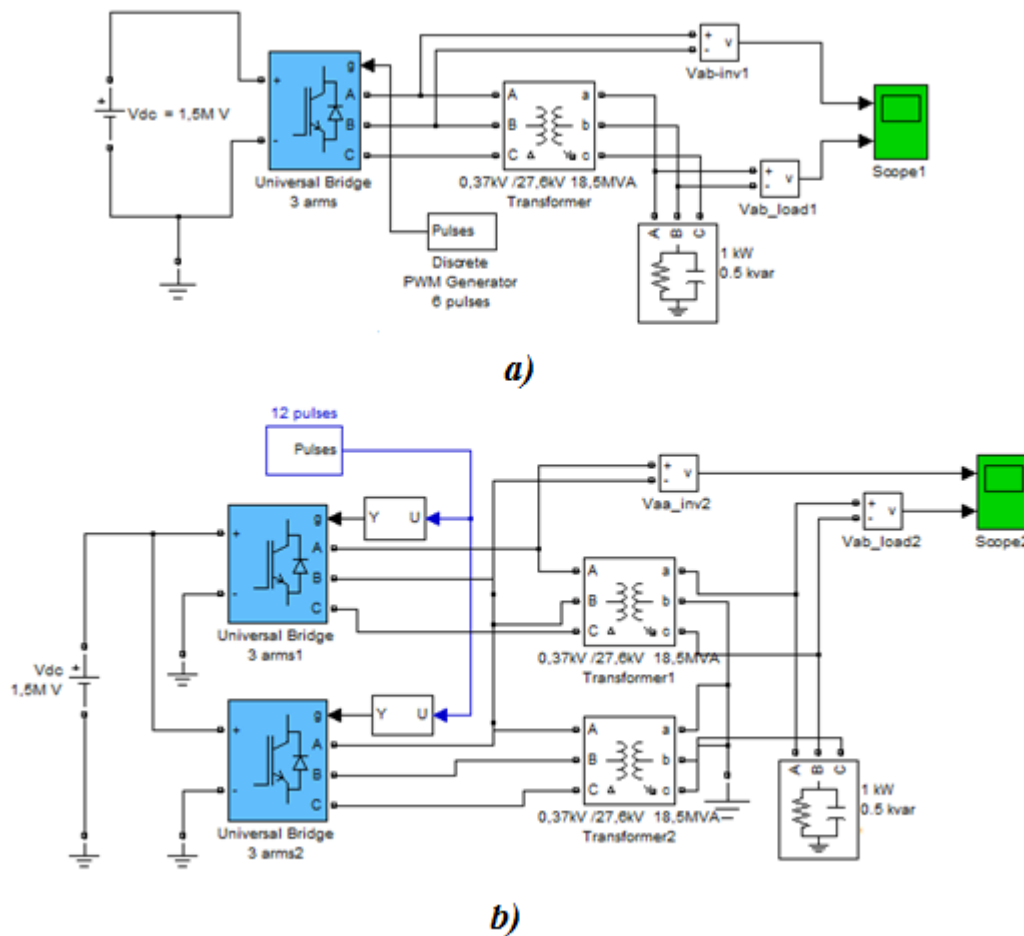 Vdc = 1,5M V
+
-
g
A
B
C
Universal Bridge
3 arms
A
B
C
a
b
c
0,37kV /27,6kV 18,5MVA
Transformer
Pulses
Discrete
PWM Generator
6 pulses
+
-
v
Vab-inv1
+
-
v
Vab_load1
Scope1
A
B
C
1 kW
0.5 kvar
a)
12 pulses
Pulses
+
-
g
A
B
C
Universal Bridge
3 arms1
Y U
Vdc
1,5M V
+
+
-
g
A
B
C
Universal Bridge
3 arms2
Y U
+
-
v
Vaa_inv2
+
-
v
Vab_load2
Scope2
A
B
C
a
b
c
0,37kV /27,6kV 18,5MVA
Transformer1
A
B
C
a
b
c
0,37kV /27,6kV 18,5MVA
Transformer2
A
B
C
1 kW
0.5 kvar
b)